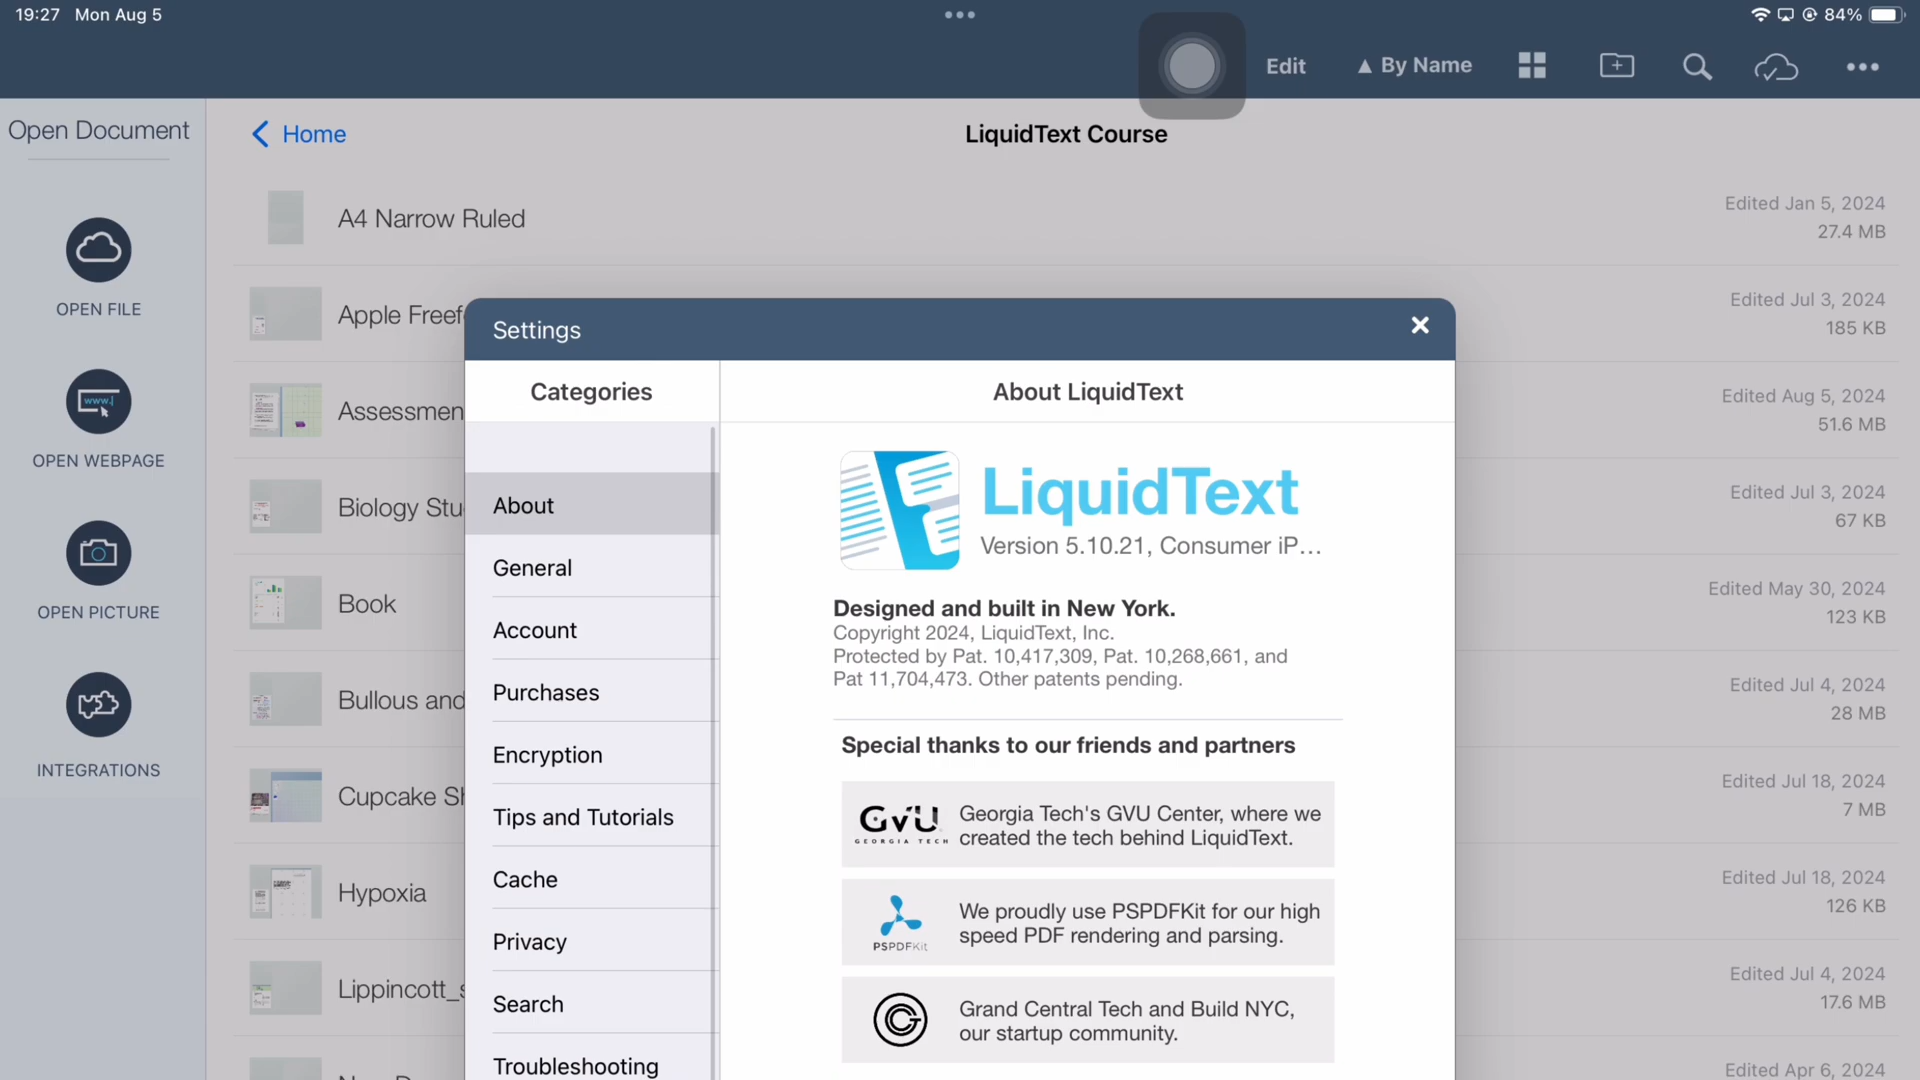 19:27 Mon Aug 5
84%
Edit
▲ By Name
Open Document
Home
LiquidText Course
OPEN FILE
www.
OPEN WEBPAGE
OPEN PICTURE
INTEGRATIONS
A4 Narrow Ruled
Edited Jan 5, 2024
27.4 MB
Apple Freef
Edited Jul 3, 2024
185 KB
Assessmen
Edited Aug 5, 2024
51.6 MB
Biology Stu
Edited Jul 3, 2024
67 KB
Book
Edited May 30, 2024
123 KB
Bullous and
Edited Jul 4, 2024
28 MB
Cupcake Sh
Edited Jul 18, 2024
7 MB
Hypoxia
Edited Jul 18, 2024
126 KB
Lippincott_s
Edited Jul 4, 2024
17.6 MB
Edited Apr 6, 2024
Settings
Categories
About
General
Account
Purchases
Encryption
Tips and Tutorials
Cache
Privacy
Search
Troubleshooting
About LiquidText
LiquidText
Version 5.10.21, Consumer iP...
Designed and built in New York.
Copyright 2024, LiquidText, Inc.
Protected by Pat. 10,417,309, Pat. 10,268,661, and
Pat 11,704,473. Other patents pending.
Special thanks to our friends and partners
GVU
GEORGIA TECH
Georgia Tech's GVU Center, where we
created the tech behind LiquidText.
PSPDFKit
We proudly use PSPDFKit for our high
speed PDF rendering and parsing.
Grand Central Tech and Build NYC,
our startup community.